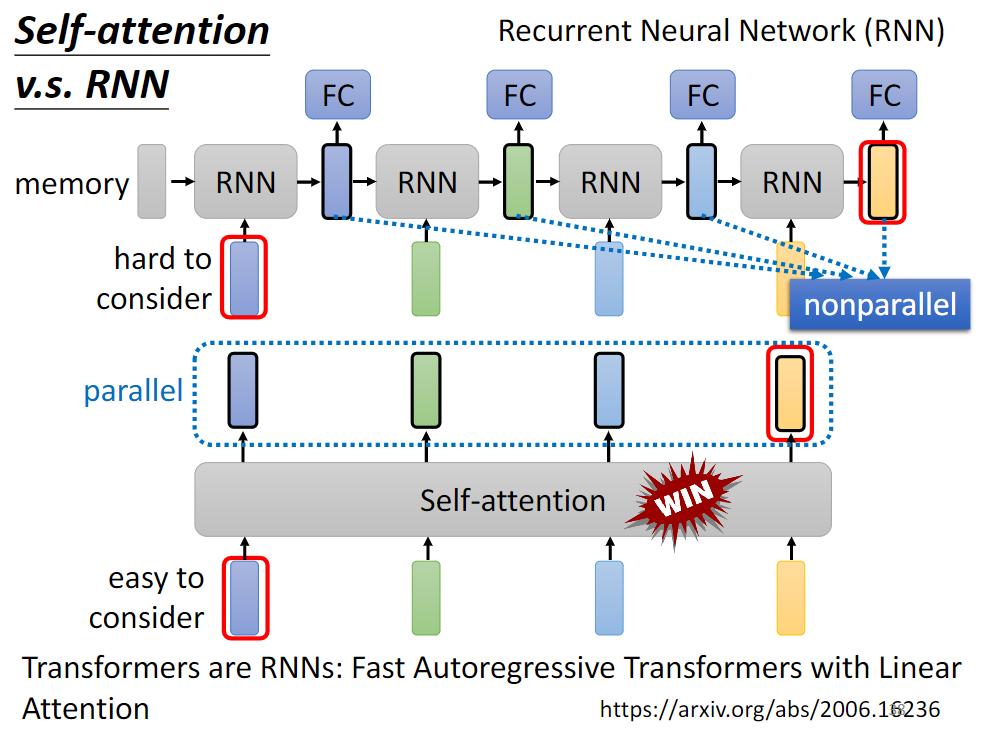 Self-attention
v.s. RNN
Recurrent Neural Network (RNN)
FC FC FC FC
memory RNN RNN RNN RNN
hard to
consider
nonparallel
parallel
Self-attention WIN
easy to
consider
Transformers are RNNs: Fast Autoregressive Transformers with Linear
Attention
https://arxiv.org/abs/2006.16236
38